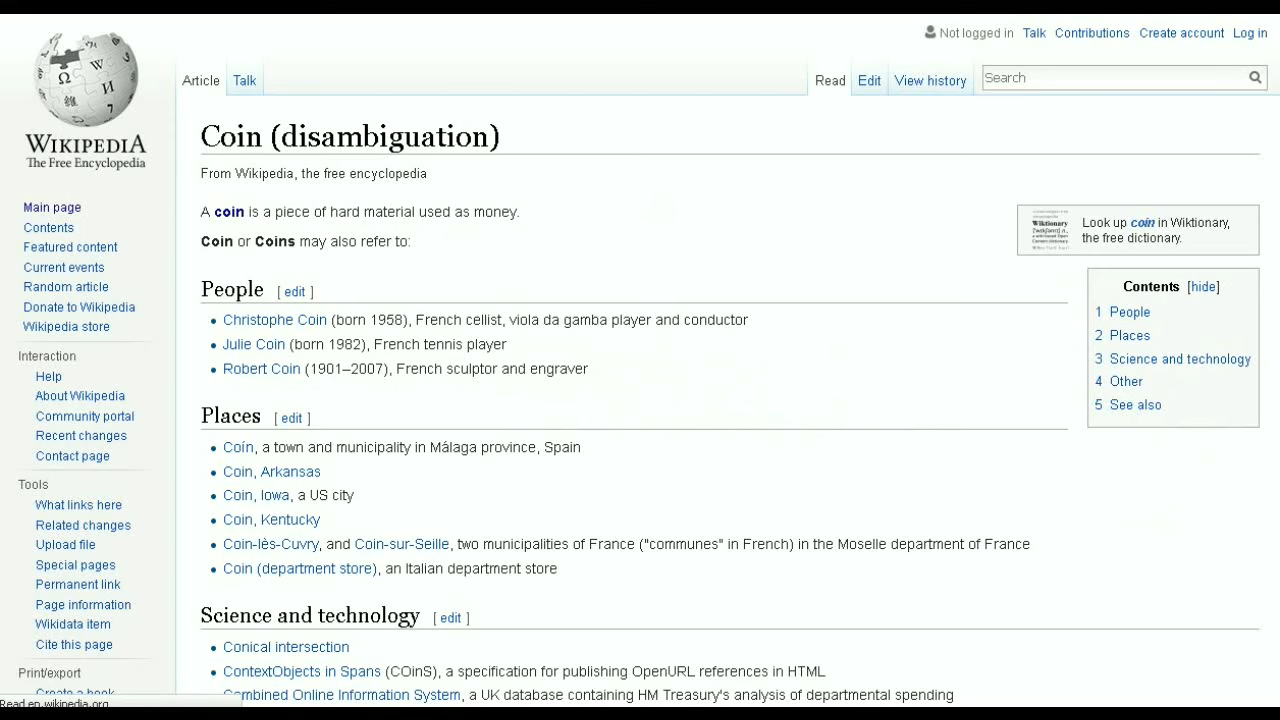 Not logged in Talk Contributions Create account Log in
Article Talk Read Edit View history Search
WIKIPEDIA
The Free Encyclopedia
Main page
Contents
Featured content
Current events
Random article
Donate to Wikipedia
Wikipedia store
Interaction
Help
About Wikipedia
Community portal
Recent changes
Contact page
Tools
What links here
Related changes
Upload file
Special pages
Permanent link
Page information
Wikidata item
Cite this page
Print/export
Create a book
Read en.wikipedia.org
Coin (disambiguation)
From Wikipedia, the free encyclopedia
A coin is a piece of hard material used as money.
Coin or Coins may also refer to:
Look up coin in Wiktionary,
the free dictionary.
Contents [hide]
1 People
2 Places
3 Science and technology
4 Other
5 See also
People [ edit ]
• Christophe Coin (born 1958), French cellist, viola da gamba player and conductor
• Julie Coin (born 1982), French tennis player
• Robert Coin (1901–2007), French sculptor and engraver
Places [ edit ]
• Coín, a town and municipality in Málaga province, Spain
• Coin, Arkansas
• Coin, Iowa, a US city
• Coin, Kentucky
• Coin-lès-Cuvry, and Coin-sur-Seille, two municipalities of France ("communes" in French) in the Moselle department of France
• Coin (department store), an Italian department store
Science and technology [ edit ]
• Conical intersection
• ContextObjects in Spans (COinS), a specification for publishing OpenURL references in HTML
Combined Online Information System, a UK database containing HM Treasury's analysis of departmental spending